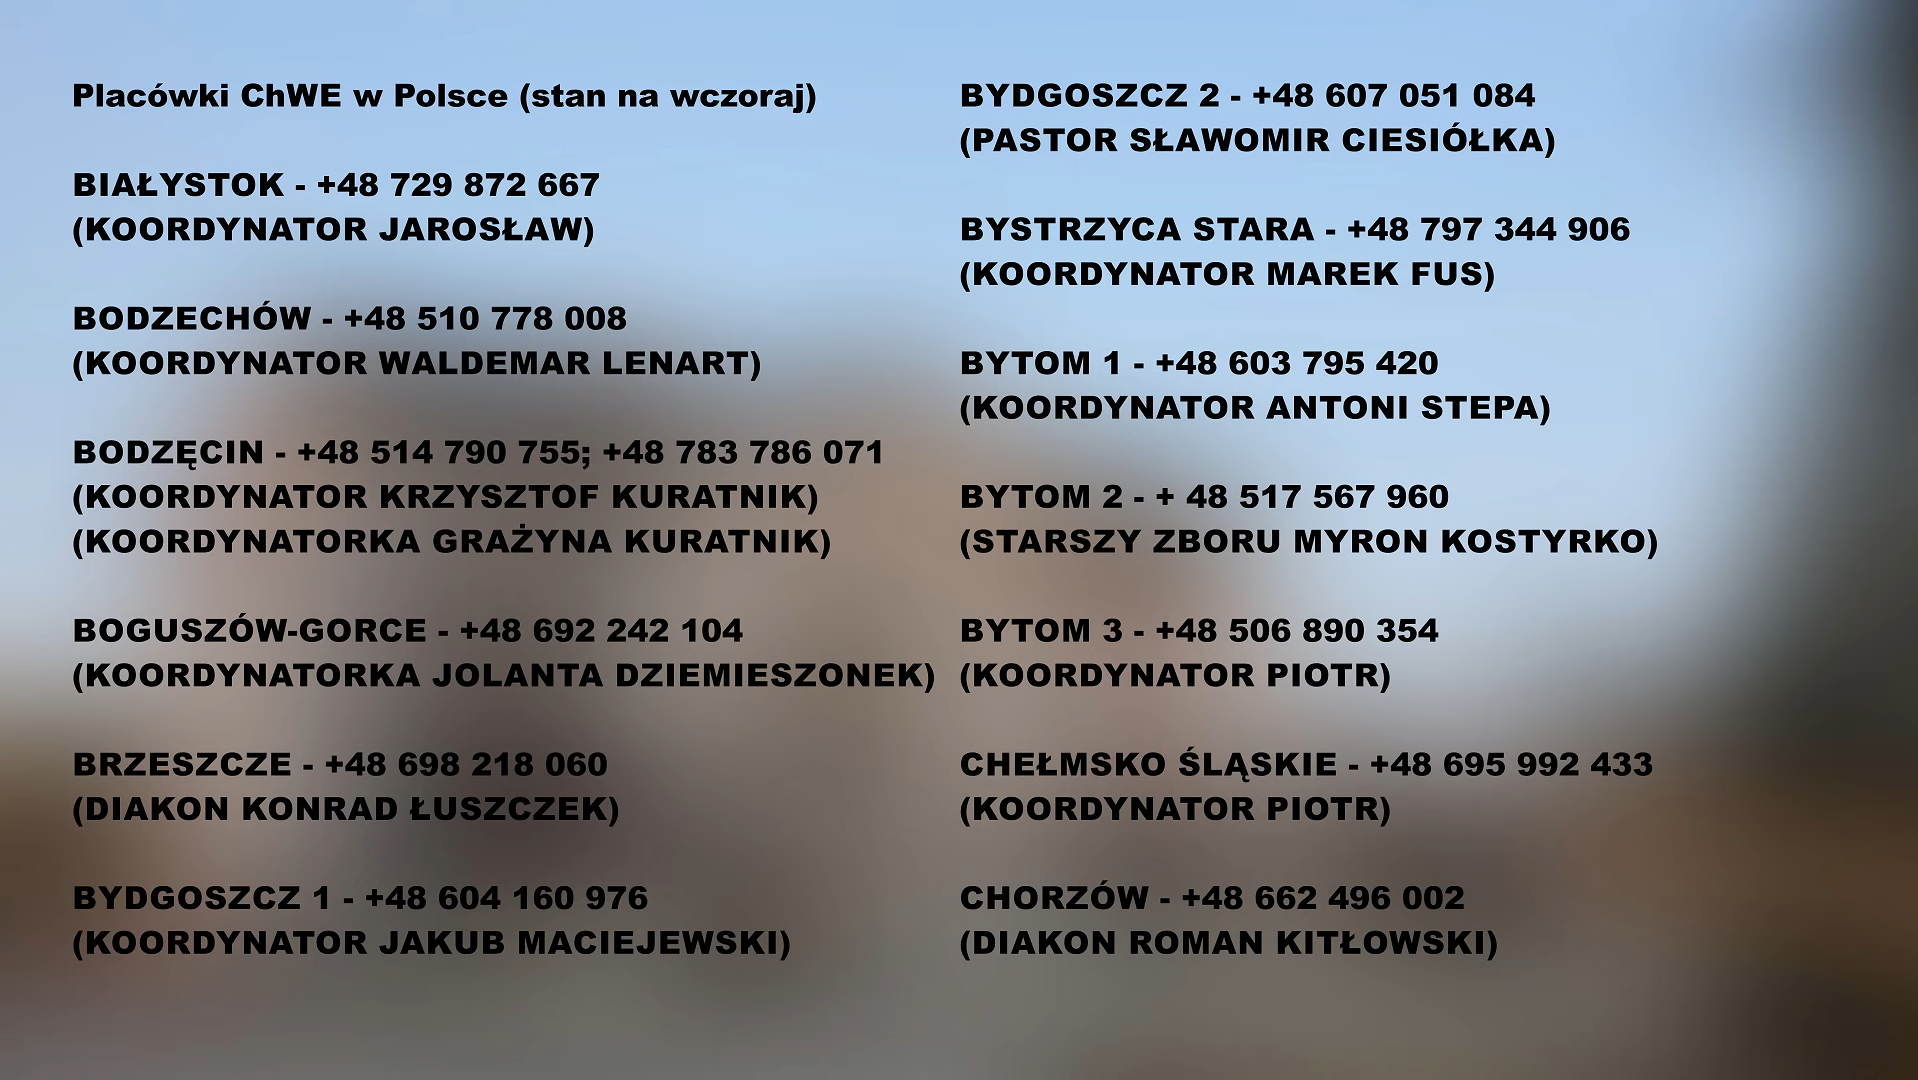 Placówki ChWE w Polsce (stan na wczoraj)
BIAŁYSTOK - +48 729 872 667
(KOORDYNATOR JAROSŁAW)
BODZECHÓW - +48 510 778 008
(KOORDYNATOR WALDEMAR LENART)
BODZĘCIN - +48 514 790 755; +48 783 786 071
(KOORDYNATOR KRZYSZTOF KURATNIK)
(KOORDYNATORKA GRAŻYNA KURATNIK)
BOGUSZÓW-GORCE - +48 692 242 104
(KOORDYNATORKA JOLANTA DZIEMIESZONEK)
BRZESZCZE - +48 698 218 060
(DIAKON KONRAD ŁUSZCZEK)
BYDGOSZCZ 1 - +48 604 160 976
(KOORDYNATOR JAKUB MACIEJEWSKI)
BYDGOSZCZ 2 - +48 607 051 084
(PASTOR SŁAWOMIR CIESIÓŁKA)
BYSTRZYCA STARA - +48 797 344 906
(KOORDYNATOR MAREK FUS)
BYTOM 1 - +48 603 795 420
(KOORDYNATOR ANTONI STEPA)
BYTOM 2 - + 48 517 567 960
(STARSZY ZBORU MYRON KOSTYRKO)
BYTOM 3 - +48 506 890 354
(KOORDYNATOR PIOTR)
CHEŁMSKO ŚLĄSKIE - +48 695 992 433
(KOORDYNATOR PIOTR)
CHORZÓW - +48 662 496 002
(DIAKON ROMAN KITŁOWSKI)